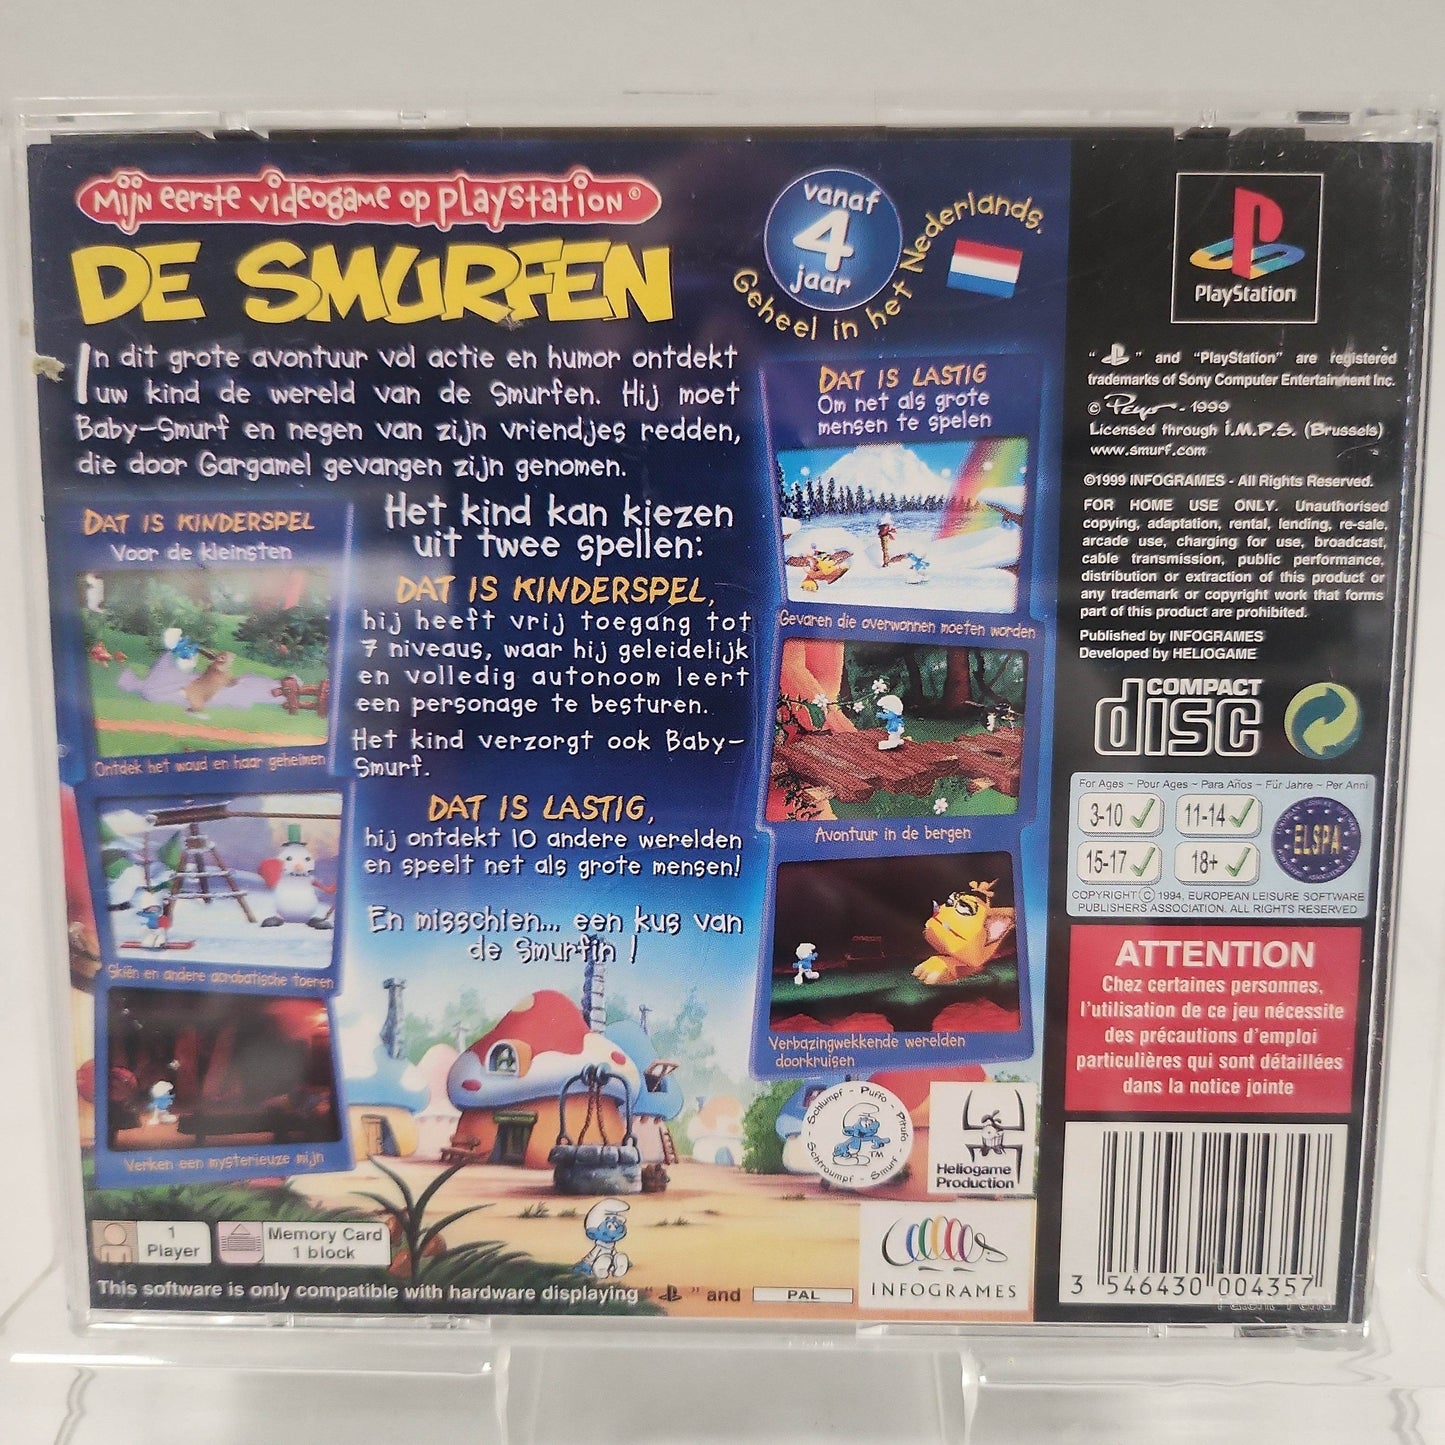 Mijn eerste videogame op PlayStation©
DE SMURFEN
vanaf
4
jaar
Geheel in het Nederlands.
In dit grote avontuur vol actie en humor ontdekt
uw kind de wereld van de Smurfen. Hij moet
Baby-Smurf en negen van zijn vriendjes redden,
die door Gargamel gevangen zijn genomen.
DAT IS KINDERSPEL
Voor de kleinsten
Ontdek het woud en haar geheimen
Skiën en andere acrobatische toeren
Verken een mysterieuze mijn
Het kind kan kiezen
uit twee spellen:
DAT IS KINDERSPEL,
hij heeft vrij toegang tot
7 niveaus, waar hij geleidelijk
en volledig autonoom leert
een personage te besturen.
Het kind verzorgt ook Baby-
Smurf.
DAT IS LASTIG,
hij ontdekt 10 andere werelden
en speelt net als grote mensen!
En misschien... een kus van
de Smurfin !
DAT IS LASTIG
Om net als grote
mensen te spelen
Gevaren die overwonnen moeten worden
Avontuur in de bergen
Verbazingwekkende werelden
doorkruisen
Schlumpf - Puffo - Pitufo - Smurf - Schtroumpf -
TM
Heliogame
Production
INFOGRAMES
1
Player
Memory Card
1 block
This software is only compatible with hardware displaying " " and PAL
PlayStation
" " and "PlayStation" are registered
trademarks of Sony Computer Entertainment Inc.
© Peyo - 1999
Licensed through I.M.P.S. (Brussels)
www.smurf.com
©1999 INFOGRAMES - All Rights Reserved.
FOR HOME USE ONLY. Unauthorised
copying, adaptation, rental, lending, re-sale,
arcade use, charging for use, broadcast,
cable transmission, public performance,
distribution or extraction of this product or
any trademark or copyright work that forms
part of this product are prohibited.
Published by INFOGRAMES
Developed by HELIOGAME
COMPACT
disc
For Ages ~ Pour Ages ~ Para Años ~ Für Jahre ~ Per Anni
3-10 ✓ 11-14 ✓
15-17 ✓ 18+ ✓
ELSPA
COPYRIGHT © 1994, EUROPEAN LEISURE SOFTWARE
PUBLISHERS ASSOCIATION. ALL RIGHTS RESERVED
ATTENTION
Chez certaines personnes,
l'utilisation de ce jeu nécessite
des précautions d'emploi
particulières qui sont détaillées
dans la notice jointe
3 546430 004357